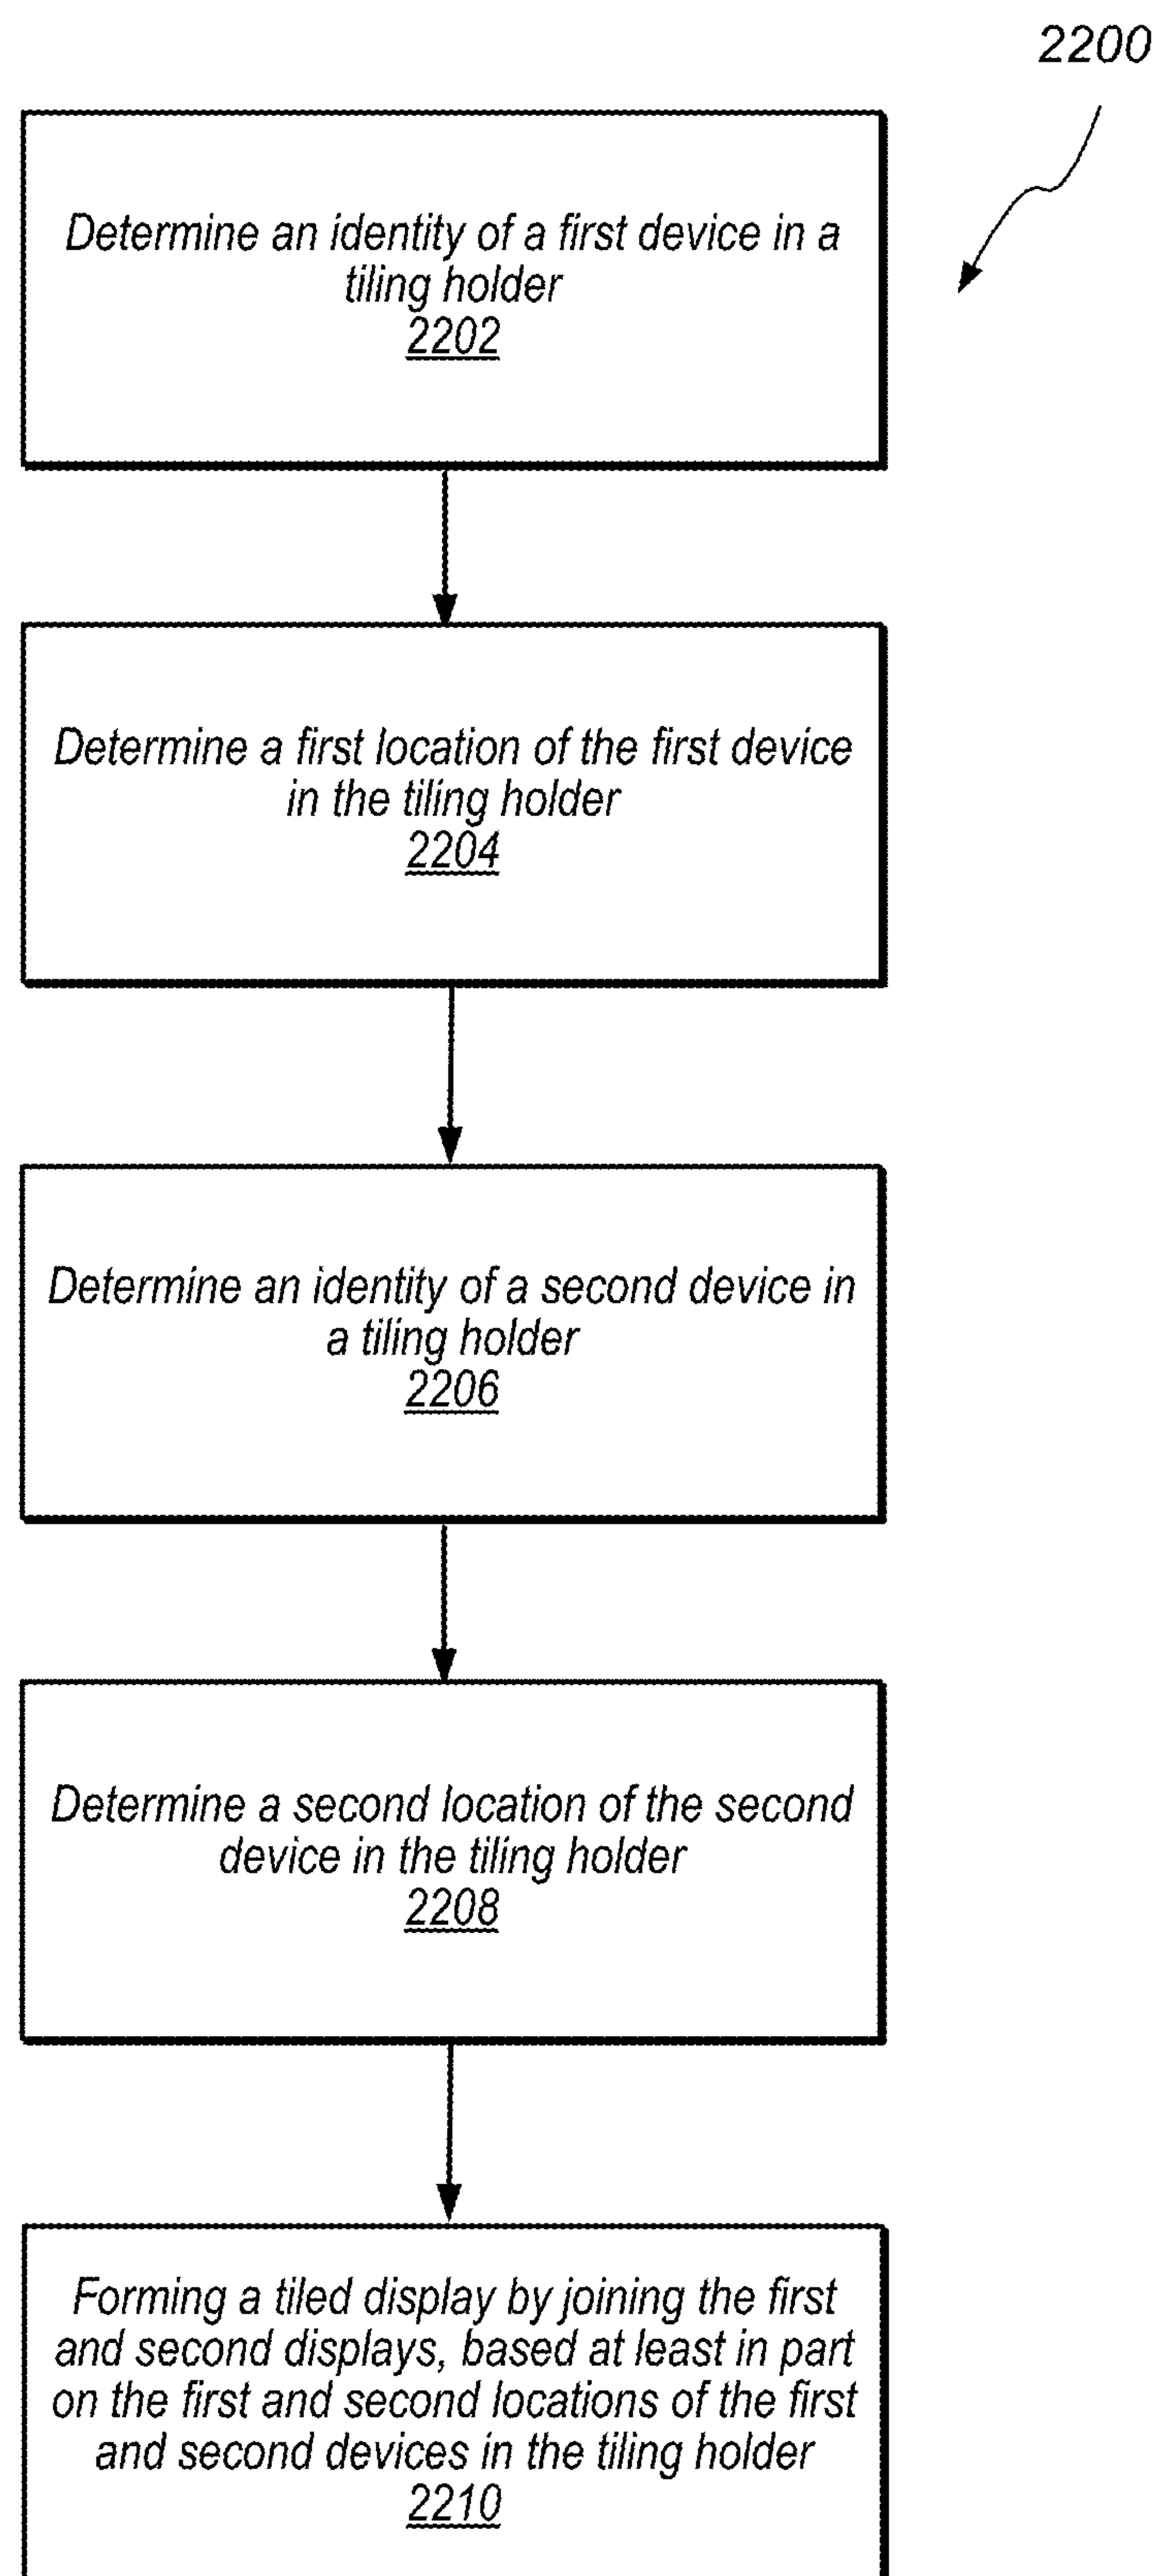 2200
Determine an identity of a first device in a
tiling holder
2202
Determine a first location of the first device
in the tiling holder
2204
Determine an identity of a second device in
a tiling holder
2206
Determine a second location of the second
device in the tiling holder
2208
Forming a tiled display by joining the first
and second displays, based at least in part
on the first and second locations of the first
and second devices in the tiling holder
2210